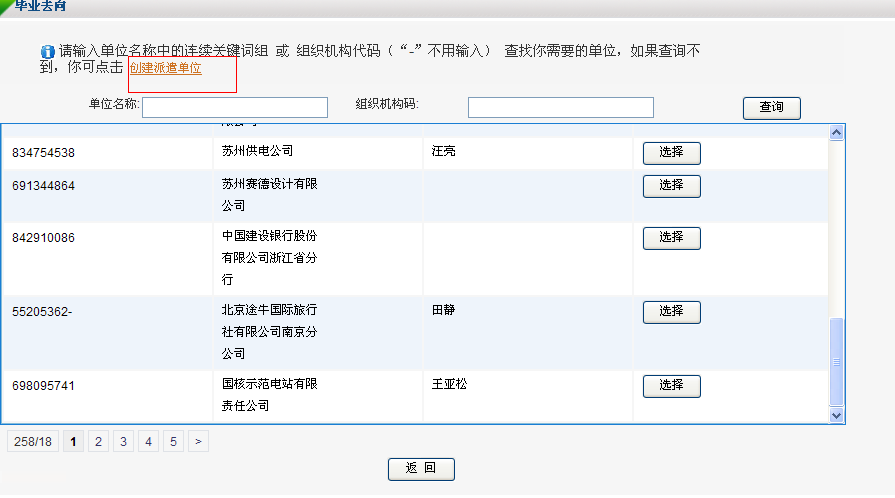 毕业去向
请输入单位名称中的连续关键词组 或 组织机构代码（“-”不用输入） 查找你需要的单位，如果查询不
到，你可点击 创建派遣单位
单位名称: 组织机构码: 查询
834754538 苏州供电公司 汪亮 选择
691344864 苏州赛德设计有限 选择
公司
842910086 中国建设银行股份 选择
有限公司浙江省分
行
55205362- 北京途牛国际旅行 田静 选择
社有限公司南京分
公司
698095741 国核示范电站有限 王亚松 选择
责任公司
258/18 1 2 3 4 5 >
返 回